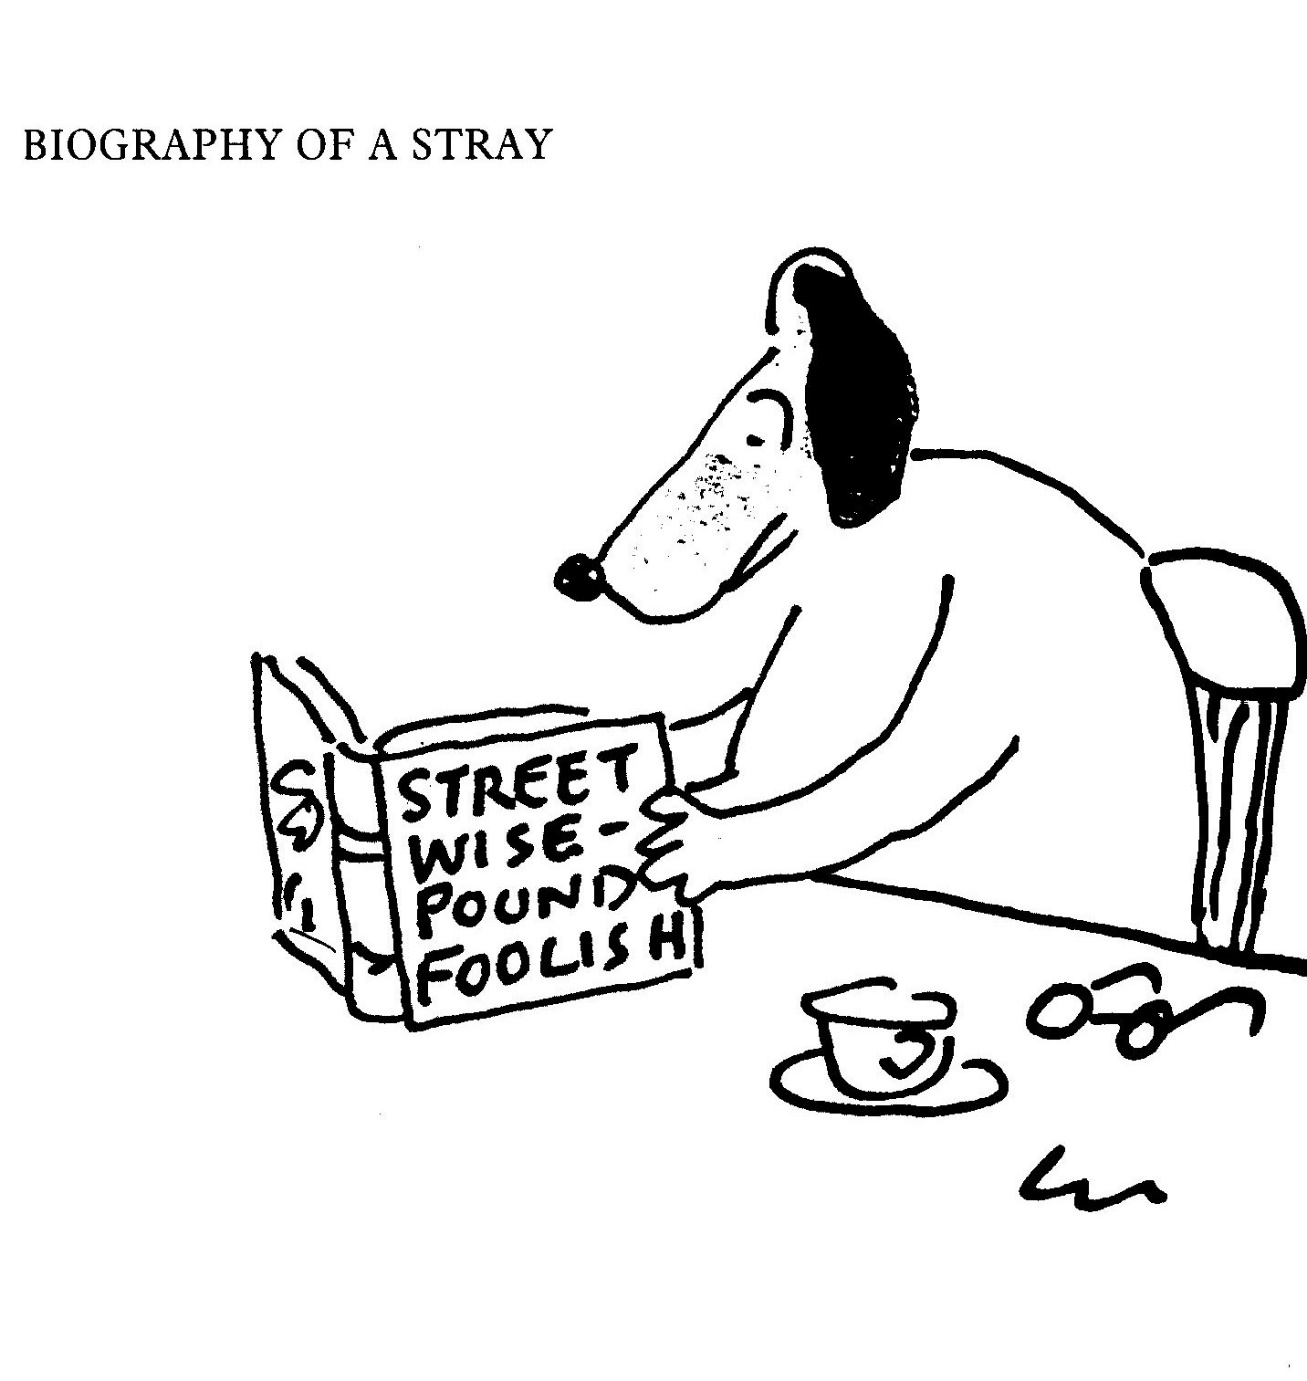 BIOGRAPHY OF A STRAY
STREET
WISE-
POUND
FOOLISH